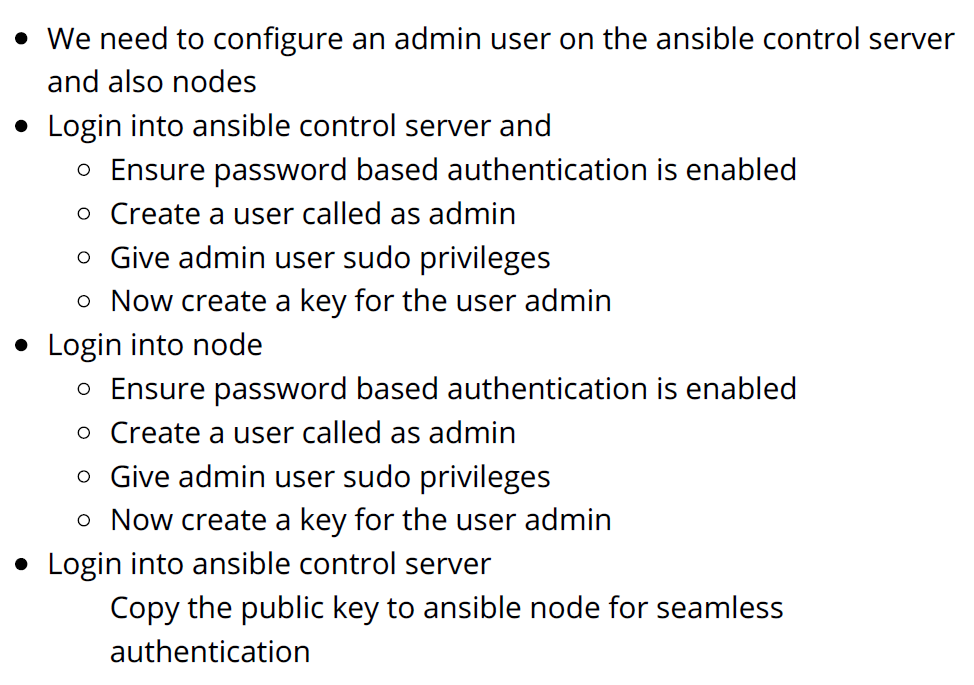 • We need to configure an admin user on the ansible control server
and also nodes
• Login into ansible control server and
○ Ensure password based authentication is enabled
○ Create a user called as admin
○ Give admin user sudo privileges
○ Now create a key for the user admin
• Login into node
○ Ensure password based authentication is enabled
○ Create a user called as admin
○ Give admin user sudo privileges
○ Now create a key for the user admin
• Login into ansible control server
Copy the public key to ansible node for seamless
authentication